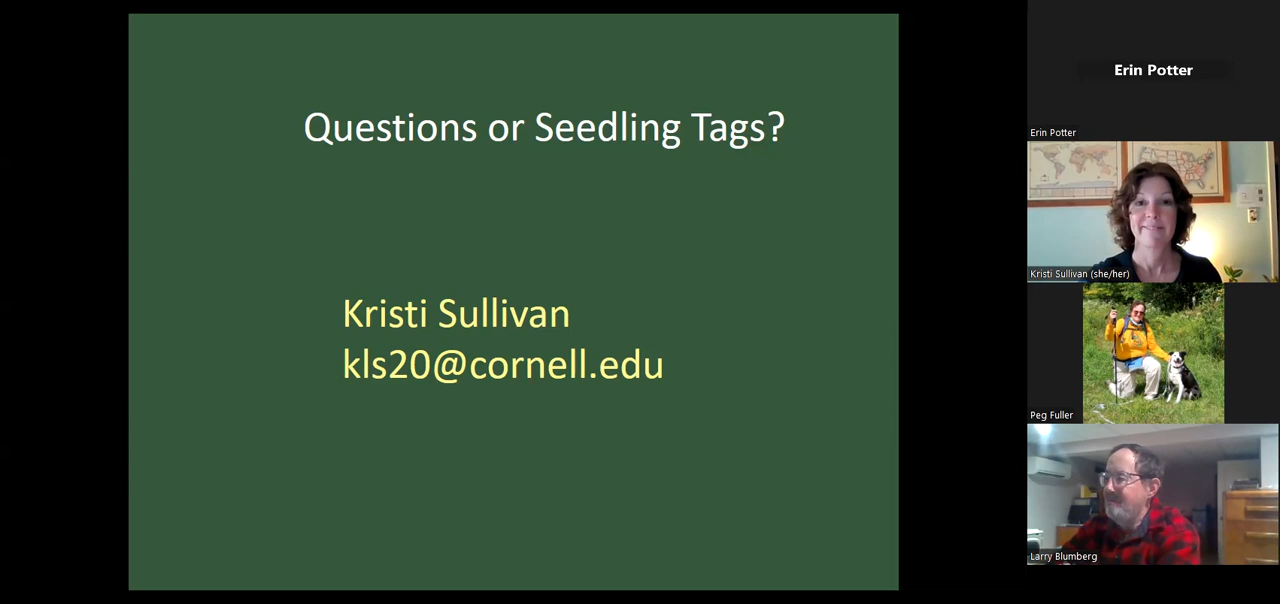 Questions or Seedling Tags?
Kristi Sullivan
kls20@cornell.edu
Erin Potter
Erin Potter
Kristi Sullivan (she/her)
Peg Fuller
Larry Blumberg